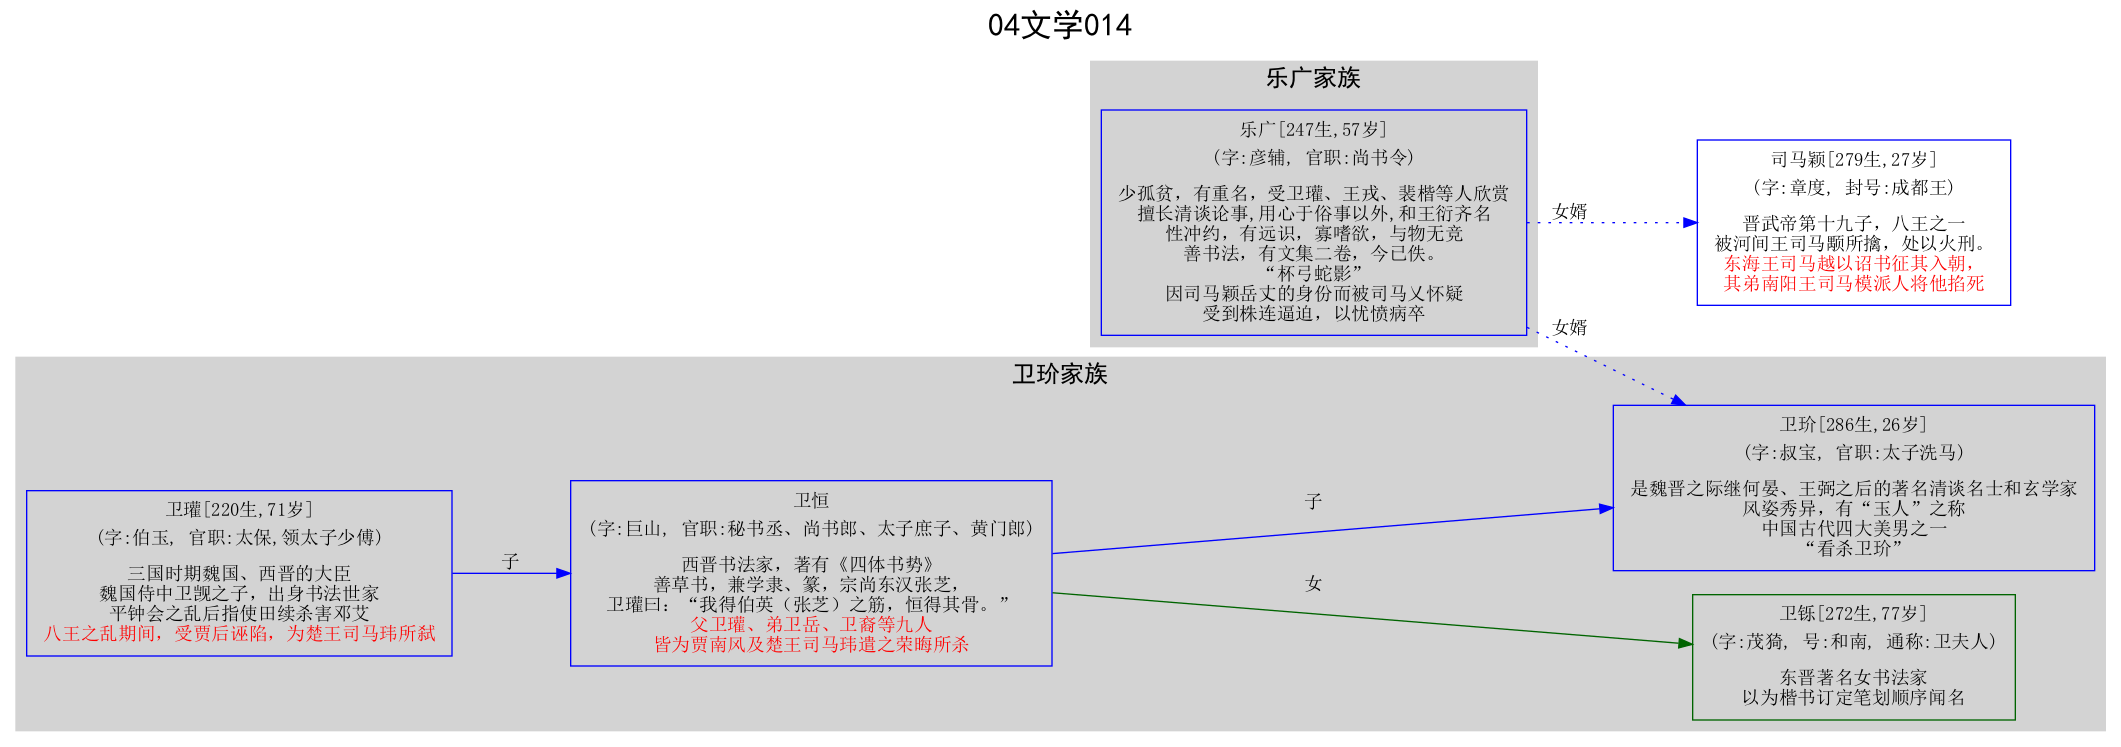 04文学014
乐广家族
乐广[247生,57岁]
(字:彦辅, 官职:尚书令)
少孤贫，有重名，受卫瓘、王戎、裴楷等人欣赏
擅长清谈论事,用心于俗事以外,和王衍齐名
性冲约，有远识，寡嗜欲，与物无竞
善书法，有文集二卷，今已佚。
“杯弓蛇影”
因司马颖岳丈的身份而被司马乂怀疑
受到株连逼迫，以忧愤病卒
女婿
司马颖[279生,27岁]
(字:章度, 封号:成都王)
晋武帝第十九子，八王之一
被河间王司马颙所擒，处以火刑。
东海王司马越以诏书征其入朝，
其弟南阳王司马模派人将他掐死
女婿
卫玠家族
卫瓘[220生,71岁]
(字:伯玉, 官职:太保,领太子少傅)
三国时期魏国、西晋的大臣
魏国侍中卫觊之子，出身书法世家
平钟会之乱后指使田续杀害邓艾
八王之乱期间，受贾后诬陷，为楚王司马玮所弑
子
卫恒
(字:巨山, 官职:秘书丞、尚书郎、太子庶子、黄门郎)
西晋书法家，著有《四体书势》
善草书，兼学隶、篆，宗尚东汉张芝，
卫瓘曰：“我得伯英（张芝）之筋，恒得其骨。”
父卫瓘、弟卫岳、卫裔等九人
皆为贾南风及楚王司马玮遣之荣晦所杀
子
女
卫玠[286生,26岁]
(字:叔宝, 官职:太子洗马)
是魏晋之际继何晏、王弼之后的著名清谈名士和玄学家
风姿秀异，有“玉人”之称
中国古代四大美男之一
“看杀卫玠”
卫铄[272生,77岁]
(字:茂猗, 号:和南, 通称:卫夫人)
东晋著名女书法家
以为楷书订定笔划顺序闻名